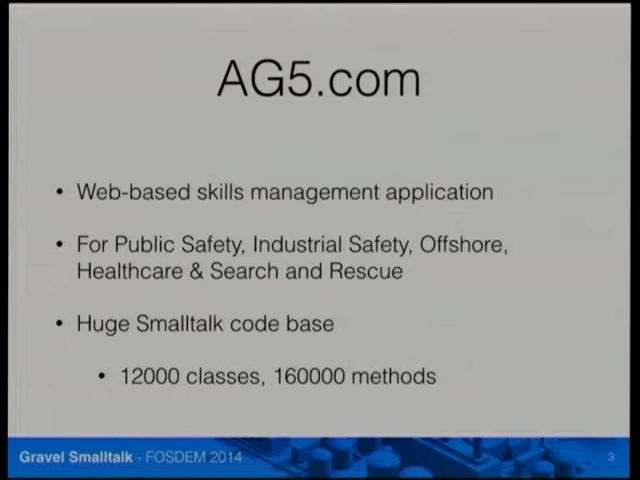 AG5.com
• Web-based skills management application
• For Public Safety, Industrial Safety, Offshore,
Healthcare & Search and Rescue
• Huge Smalltalk code base
• 12000 classes, 160000 methods
Gravel Smalltalk - FOSDEM 2014
3